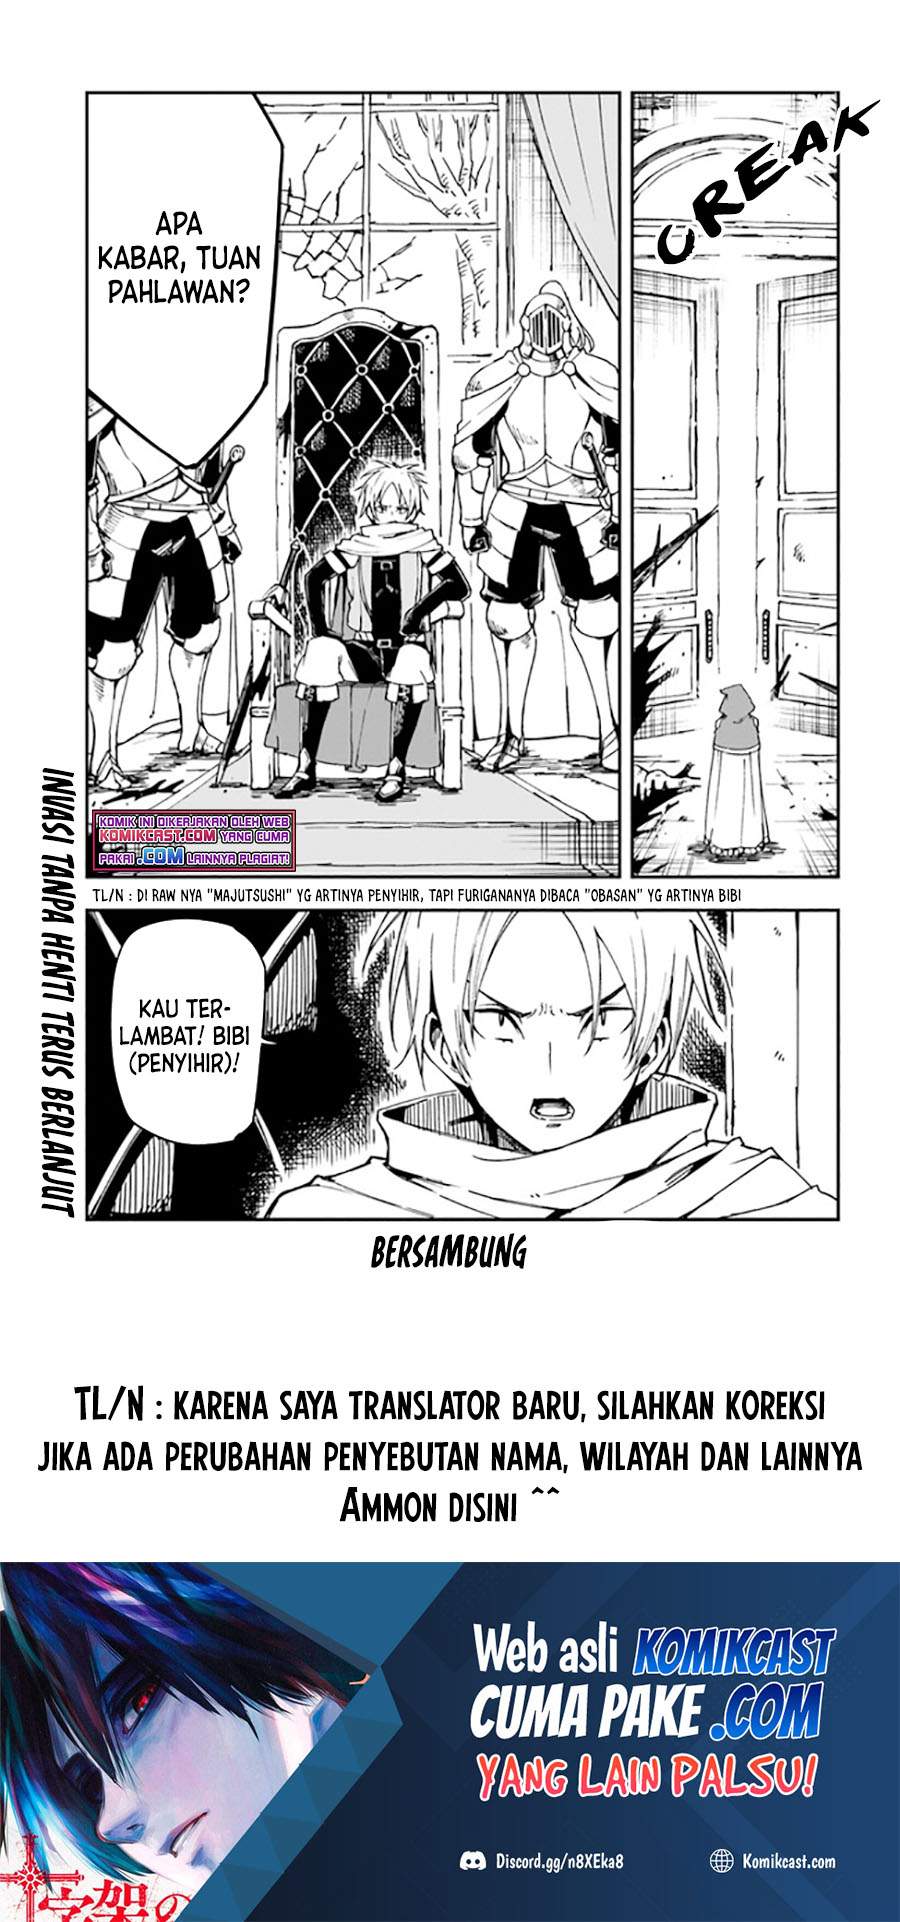 CREAK
APA
KABAR, TUAN
PAHLAWAN?
KOMIK INI DIKERJAKAN OLEH WEB
KOMIKCAST.COM YANG CUMA
PAKAI .COM LAINNYA PLAGIAT!
TL/N : DI RAW NYA "MAJUTSUSHI" YG ARTINYA PENYIHIR, TAPI FURIGANANYA DIBACA "OBASAN" YG ARTINYA BIBI
KAU TER-
LAMBAT! BIBI
(PENYIHIR)!
INVASI TANPA HENTI TERUS BERLANJUT
BERSAMBUNG
TL/N : KARENA SAYA TRANSLATOR BARU, SILAHKAN KOREKSI
JIKA ADA PERUBAHAN PENYEBUTAN NAMA, WILAYAH DAN LAINNYA
AMMON DISINI ^^
Web asli KOMIKCAST
CUMA PAKE .COM
YANG LAIN PALSU!
Discord.gg/n8XEka8
Komikcast.com
字架の